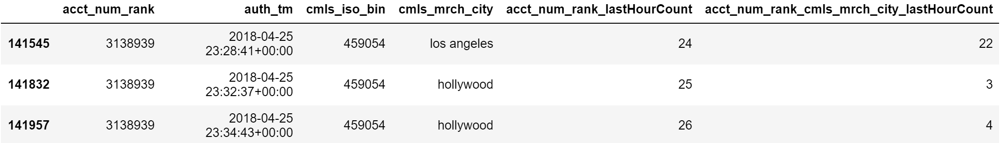 acct_num_rank auth_tm cmls_iso_bin cmls_mrch_city acct_num_rank_lastHourCount acct_num_rank_cmls_mrch_city_lastHourCount
141545 3138939 2018-04-25 23:28:41+00:00 459054 los angeles 24 22
141832 3138939 2018-04-25 23:32:37+00:00 459054 hollywood 25 3
141957 3138939 2018-04-25 23:34:43+00:00 459054 hollywood 26 4